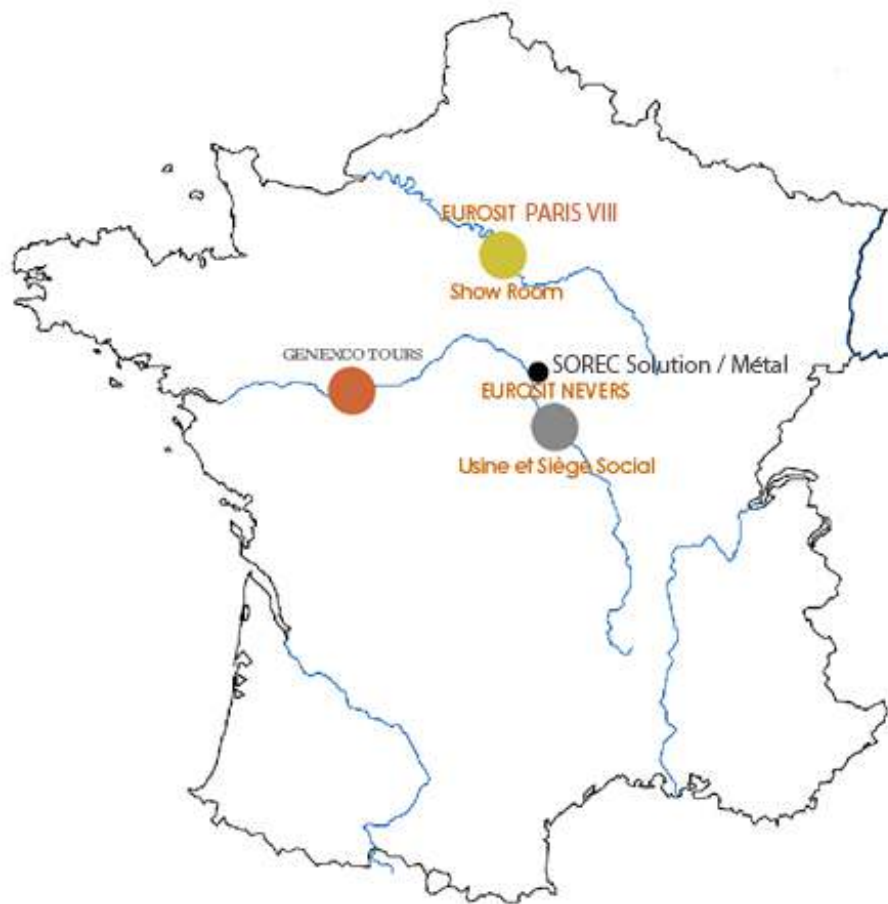 EUROSIT PARIS VIII
Show Room
GENEXCO TOURS
SOREC Solution / Métal
EUROSIT NEVERS
Usine et Siège Social